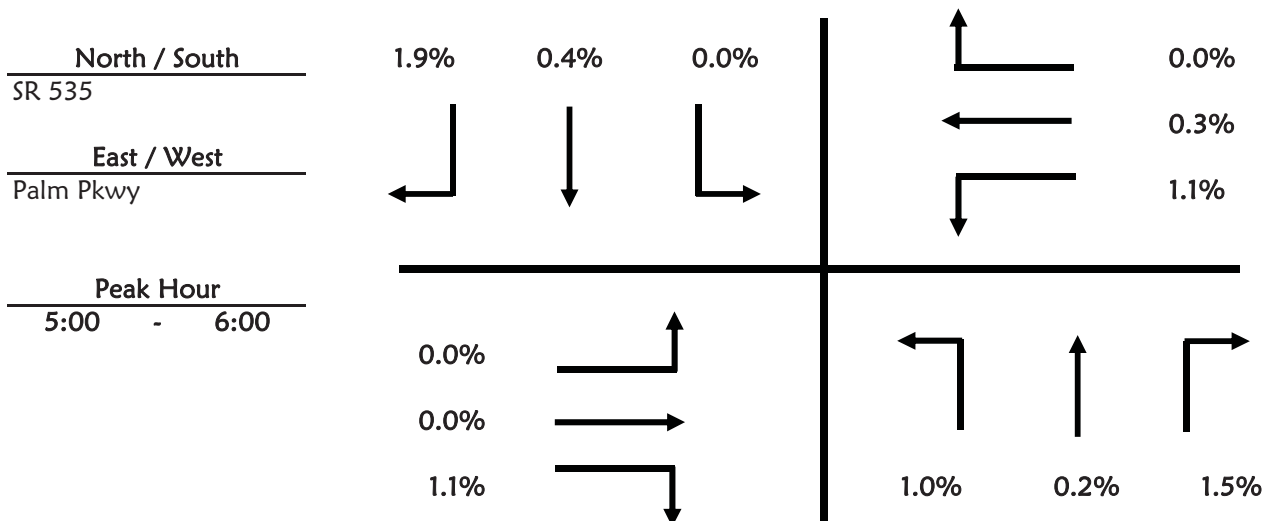 North / South
SR 535
East / West
Palm Pkwy
Peak Hour
5:00 - 6:00
1.9% 0.4% 0.0%
0.0%
0.3%
1.1%
0.0%
0.0%
1.1%
1.0% 0.2% 1.5%